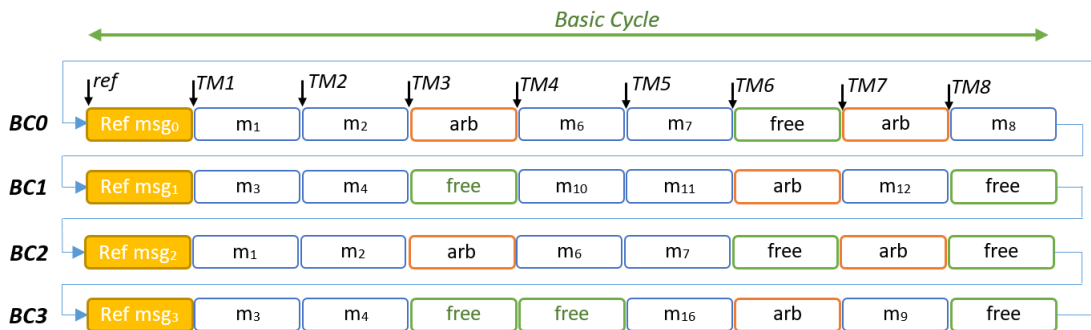 Basic Cycle
ref TM1 TM2 TM3 TM4 TM5 TM6 TM7 TM8
BC0 Ref msg₀ m₁ m₂ arb m₆ m₇ free arb m₈
BC1 Ref msg₁ m₃ m₄ free m₁₀ m₁₁ arb m₁₂ free
BC2 Ref msg₂ m₁ m₂ arb m₆ m₇ free arb free
BC3 Ref msg₃ m₃ m₄ free free m₁₆ arb m₉ free